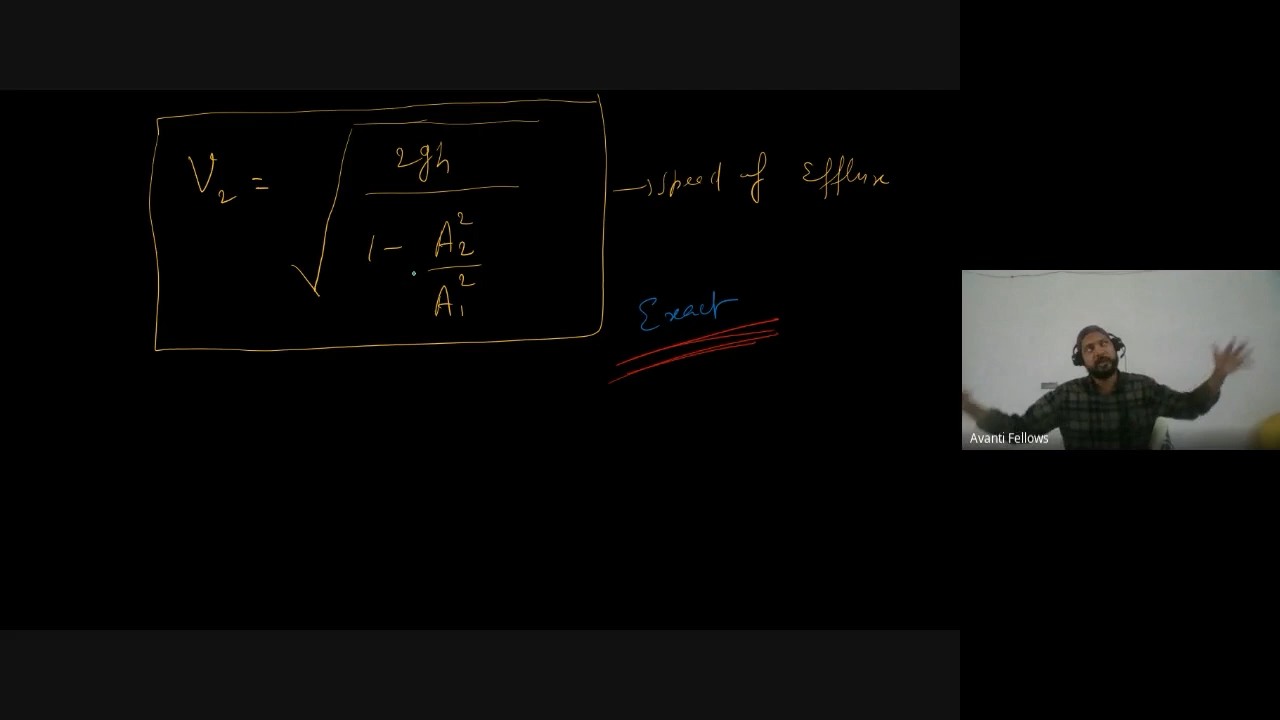 V₂ = √(2gh / (1 - A₂² / A₁²)) → speed of Efflux
Exact
Avanti Fellows